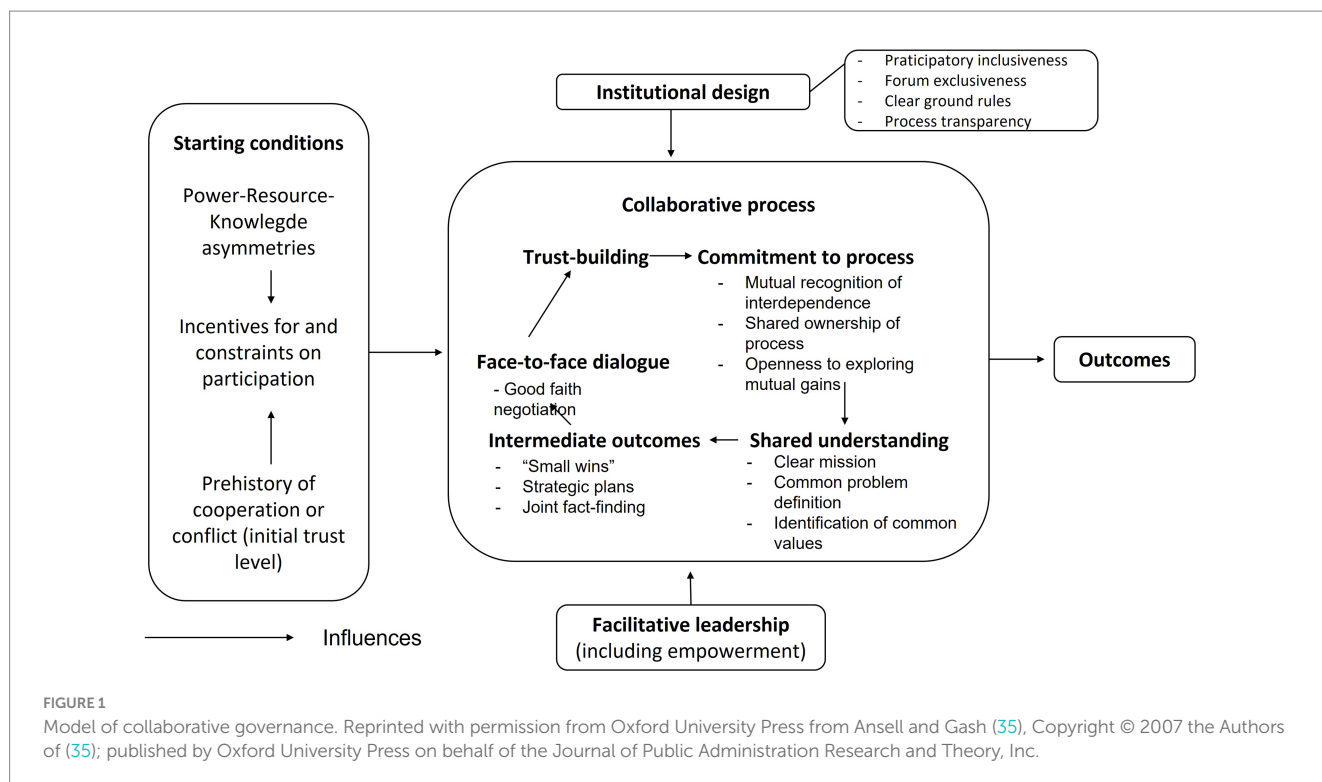 Institutional design
- Praticipatory inclusiveness
- Forum exclusiveness
- Clear ground rules
- Process transparency
Starting conditions
Power-Resource-
Knowlegde
asymmetries
Incentives for and
constraints on
participation
Prehistory of
cooperation or
conflict (initial trust
level)
Collaborative process
Trust-building
Commitment to process
- Mutual recognition of
interdependence
- Shared ownership of
process
- Openness to exploring
mutual gains
Face-to-face dialogue
- Good faith
negotiation
Intermediate outcomes
- "Small wins"
- Strategic plans
- Joint fact-finding
Shared understanding
- Clear mission
- Common problem
definition
- Identification of common
values
Outcomes
Facilitative leadership
(including empowerment)
Influences
FIGURE 1
Model of collaborative governance. Reprinted with permission from Oxford University Press from Ansell and Gash (35), Copyright © 2007 the Authors
of (35); published by Oxford University Press on behalf of the Journal of Public Administration Research and Theory, Inc.